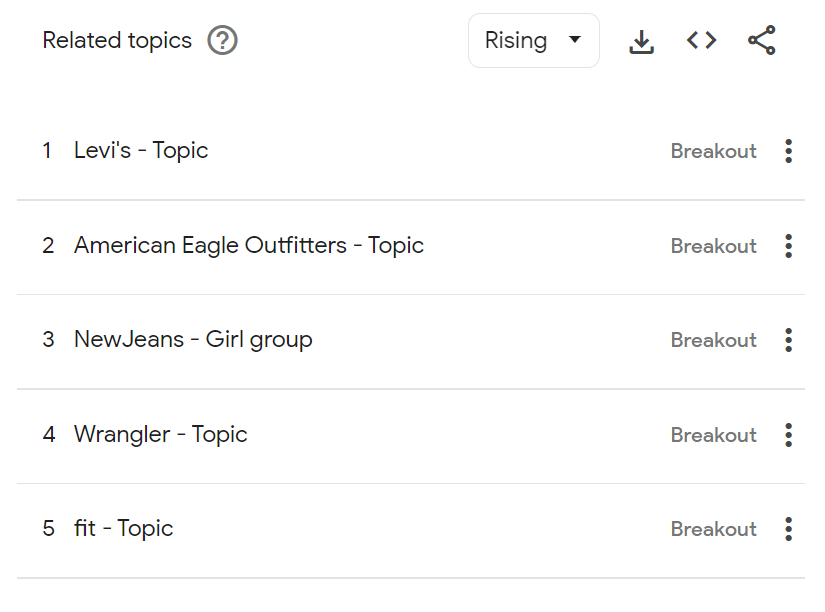 Related topics ? Rising
1 Levi's - Topic Breakout
2 American Eagle Outfitters - Topic Breakout
3 NewJeans - Girl group Breakout
4 Wrangler - Topic Breakout
5 fit - Topic Breakout